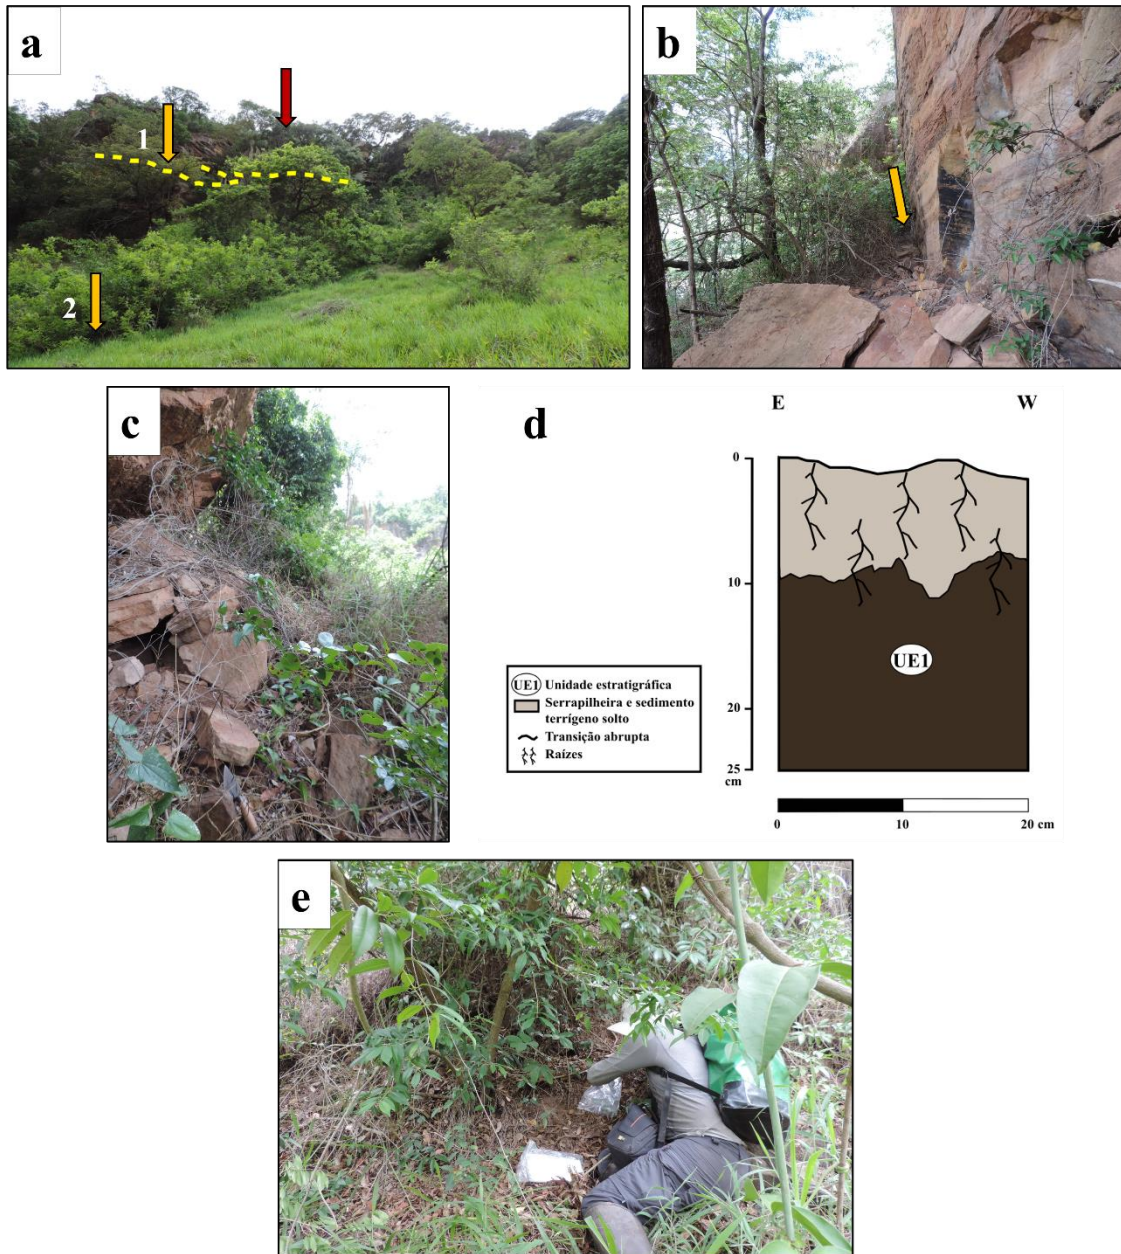 a
1
2
b
c
d
E W
0
10
20
25
cm
UE1
UE1 Unidade estratigráfica
Serrapilheira e sedimento
terrígeno solto
Transição abrupta
Raízes
0 10 20 cm
e